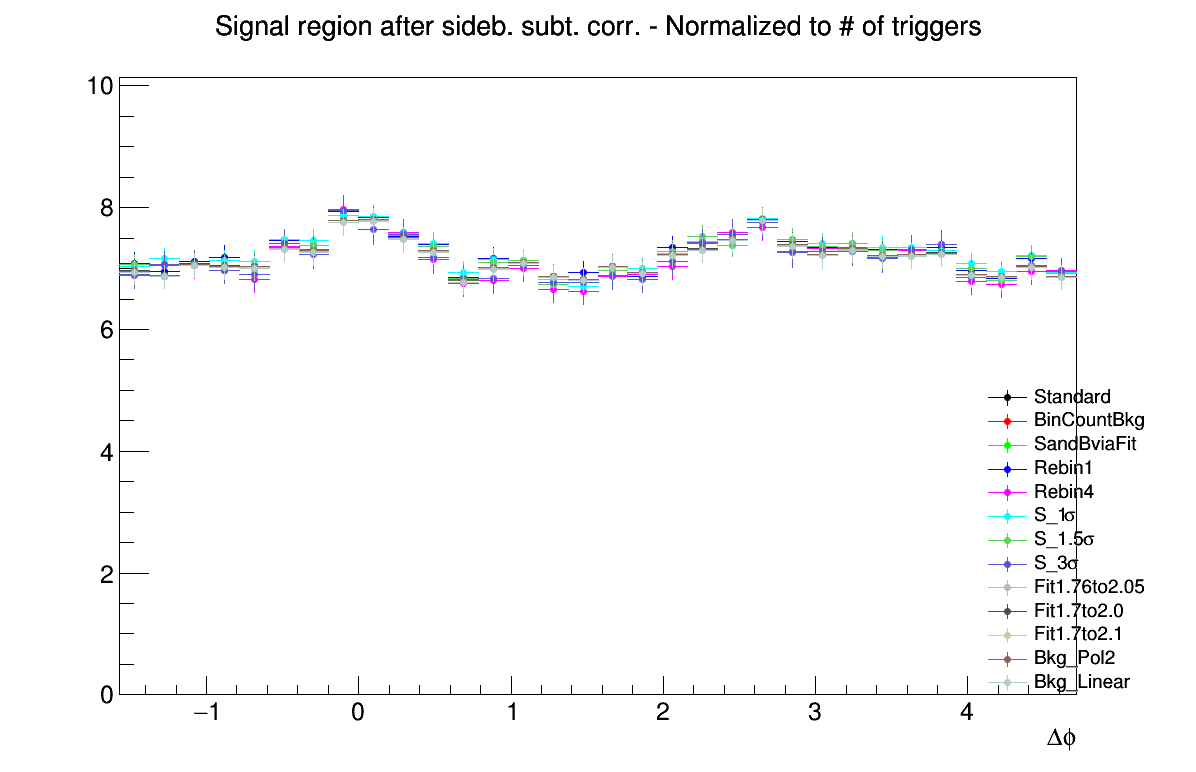 Signal region after sideb. subt. corr. - Normalized to # of triggers
10
8
6
4
2
0
−1 0 1 2 3 4
Δϕ
Standard
BinCountBkg
SandBviaFit
Rebin1
Rebin4
S_1σ
S_1.5σ
S_3σ
Fit1.76to2.05
Fit1.7to2.0
Fit1.7to2.1
Bkg_Pol2
Bkg_Linear